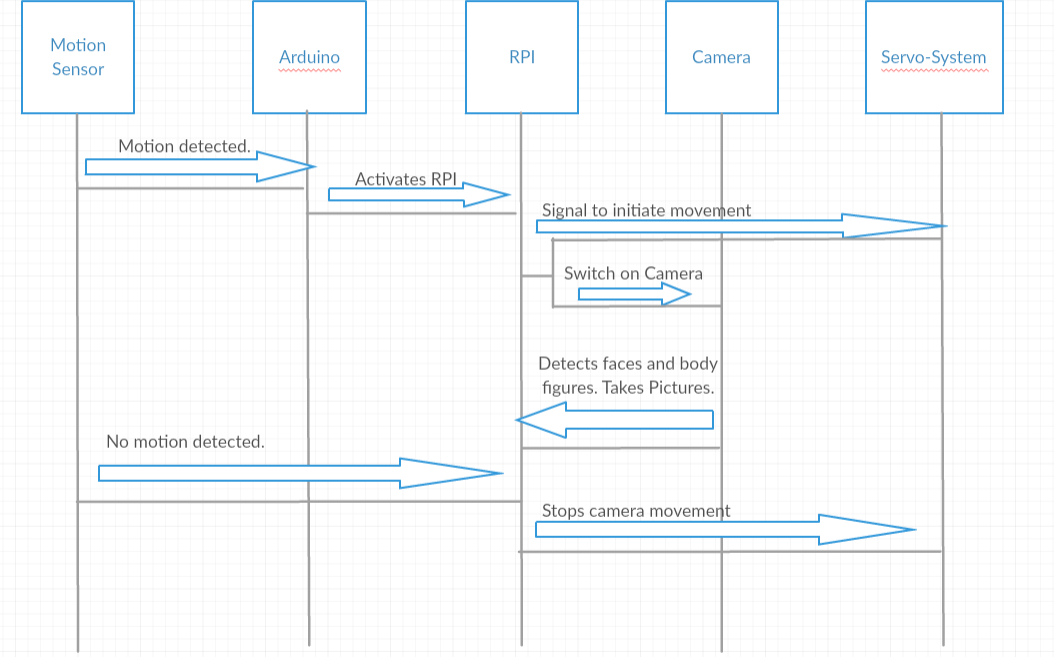 Motion
Sensor
Arduino
RPI
Camera
Servo-System
Motion detected.
Activates RPI
Signal to initiate movement
Switch on Camera
Detects faces and body
figures. Takes Pictures.
No motion detected.
Stops camera movement